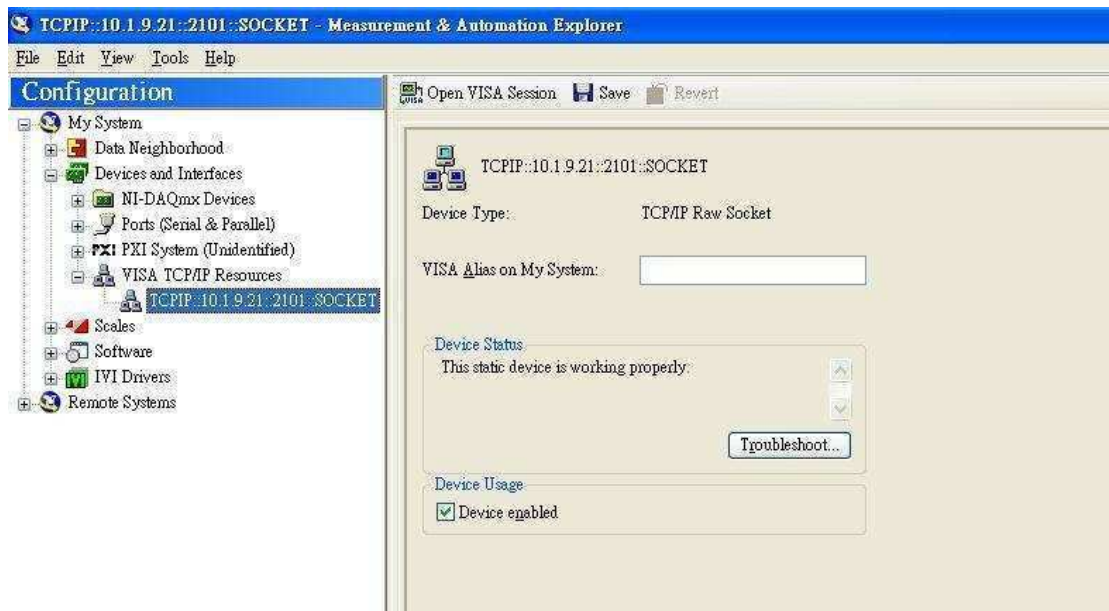 TCPIP::10.1.9.21::2101::SOCKET - Measurement & Automation Explorer
File Edit View Tools Help
Configuration
Open VISA Session Save Revert
My System
Data Neighborhood
Devices and Interfaces
NI-DAQmx Devices
Ports (Serial & Parallel)
PXI PXI System (Unidentified)
VISA TCP/IP Resources
TCPIP::10.1.9.21::2101::SOCKET
Scales
Software
IVI IVI Drivers
Remote Systems
TCPIP::10.1.9.21::2101::SOCKET
Device Type: TCP/IP Raw Socket
VISA Alias on My System:
Device Status
This static device is working properly.
Troubleshoot...
Device Usage
Device enabled